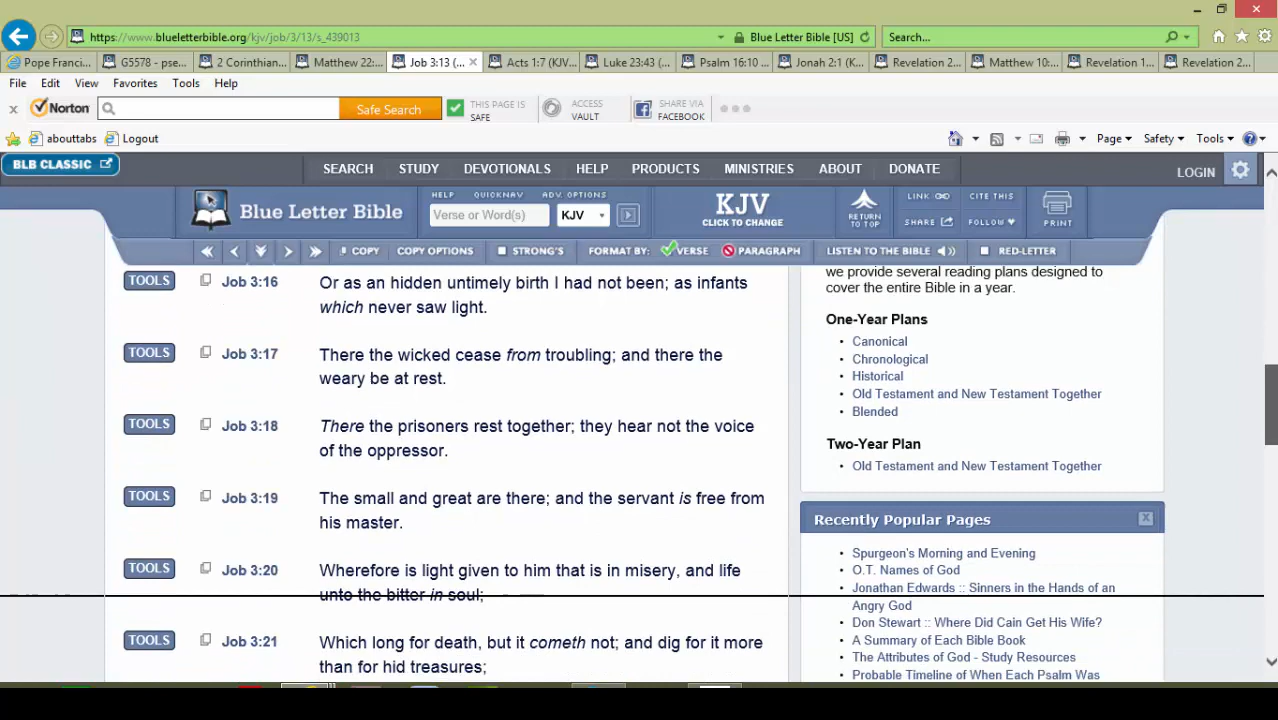 https://www.blueletterbible.org/kjv/job/3/13/s_439013
Blue Letter Bible [US]
Search...
Pope Franci...
G5578 - pse...
2 Corinthian...
Matthew 22:...
Job 3:13 (...
Acts 1:7 (KJV...
Luke 23:43 (...
Psalm 16:10 ...
Jonah 2:1 (K...
Revelation 2...
Matthew 10:...
Revelation 1...
Revelation 2...
File Edit View Favorites Tools Help
x Norton Safe Search
THIS PAGE IS
SAFE
ACCESS
VAULT
SHARE VIA
FACEBOOK
abouttabs Logout
Page Safety Tools
BLB CLASSIC
SEARCH STUDY DEVOTIONALS HELP PRODUCTS MINISTRIES ABOUT DONATE
LOGIN
Blue Letter Bible
HELP QUICKNAV ADV. OPTIONS
Verse or Word(s) KJV
KJV
CLICK TO CHANGE
RETURN
TO TOP
LINK CITE THIS
SHARE FOLLOW
PRINT
COPY COPY OPTIONS STRONG'S FORMAT BY: VERSE PARAGRAPH LISTEN TO THE BIBLE RED-LETTER
TOOLS Job 3:16 Or as an hidden untimely birth I had not been; as infants
which never saw light.
TOOLS Job 3:17 There the wicked cease from troubling; and there the
weary be at rest.
TOOLS Job 3:18 There the prisoners rest together; they hear not the voice
of the oppressor.
TOOLS Job 3:19 The small and great are there; and the servant is free from
his master.
TOOLS Job 3:20 Wherefore is light given to him that is in misery, and life
unto the bitter in soul;
TOOLS Job 3:21 Which long for death, but it cometh not; and dig for it more
than for hid treasures;
we provide several reading plans designed to
cover the entire Bible in a year.
One-Year Plans
• Canonical
• Chronological
• Historical
• Old Testament and New Testament Together
• Blended
Two-Year Plan
• Old Testament and New Testament Together
Recently Popular Pages
• Spurgeon's Morning and Evening
• O.T. Names of God
• Jonathan Edwards :: Sinners in the Hands of an
Angry God
• Don Stewart :: Where Did Cain Get His Wife?
• A Summary of Each Bible Book
• The Attributes of God - Study Resources
• Probable Timeline of When Each Psalm Was